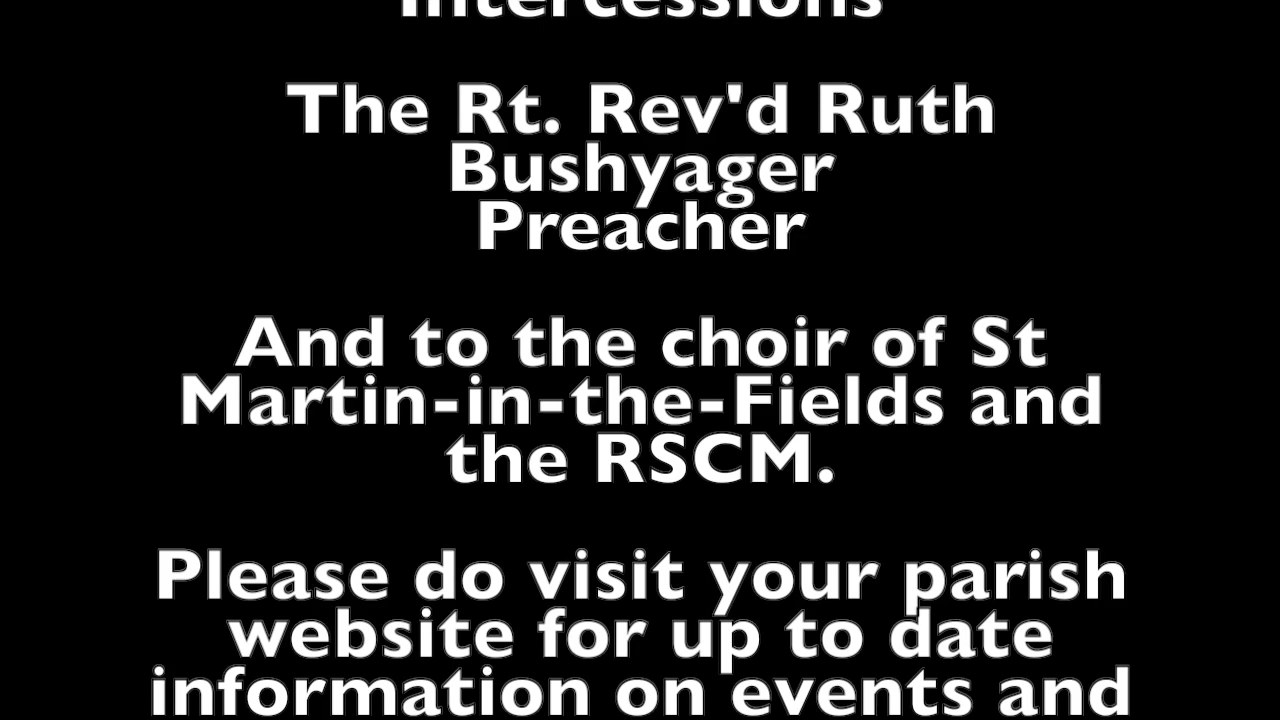 Intercessions
The Rt. Rev'd Ruth
Bushyager
Preacher
And to the choir of St
Martin-in-the-Fields and
the RSCM.
Please do visit your parish
website for up to date
information on events and